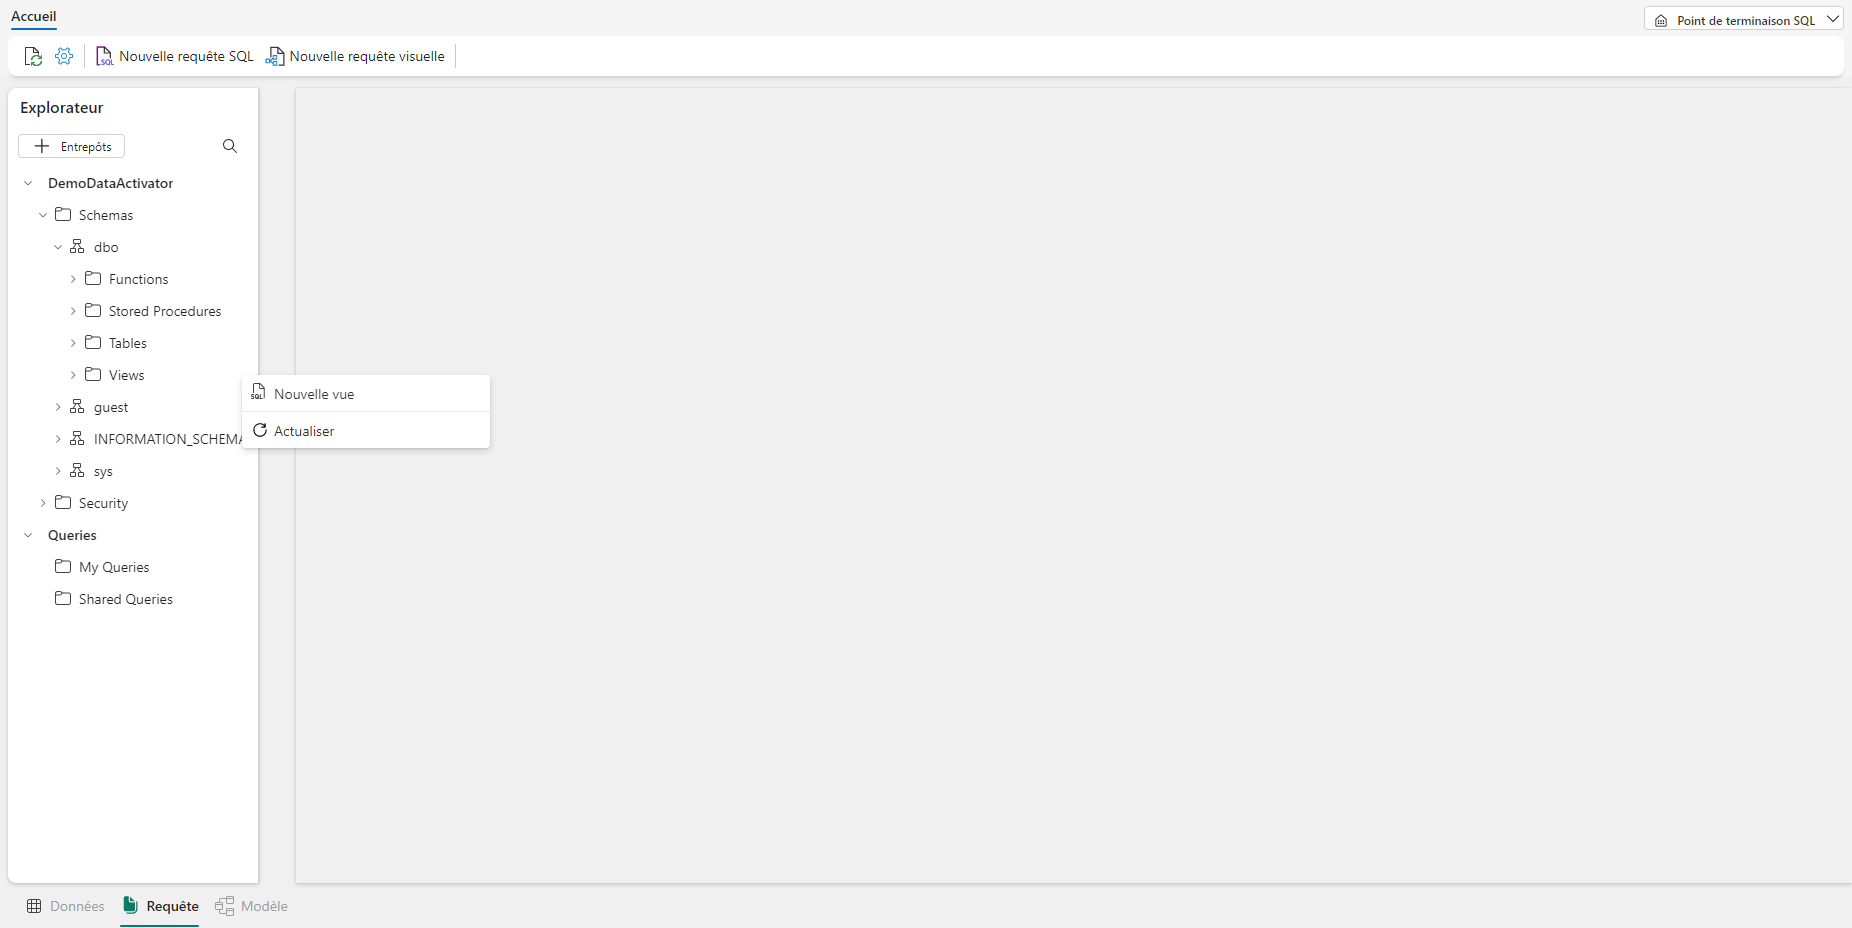 Accueil
Point de terminaison SQL
Nouvelle requête SQL
Nouvelle requête visuelle
Explorateur
Entrepôts
DemoDataActivator
Schemas
dbo
Functions
Stored Procedures
Tables
Views
Nouvelle vue
guest
Actualiser
INFORMATION_SCHEMA
sys
Security
Queries
My Queries
Shared Queries
Données
Requête
Modèle